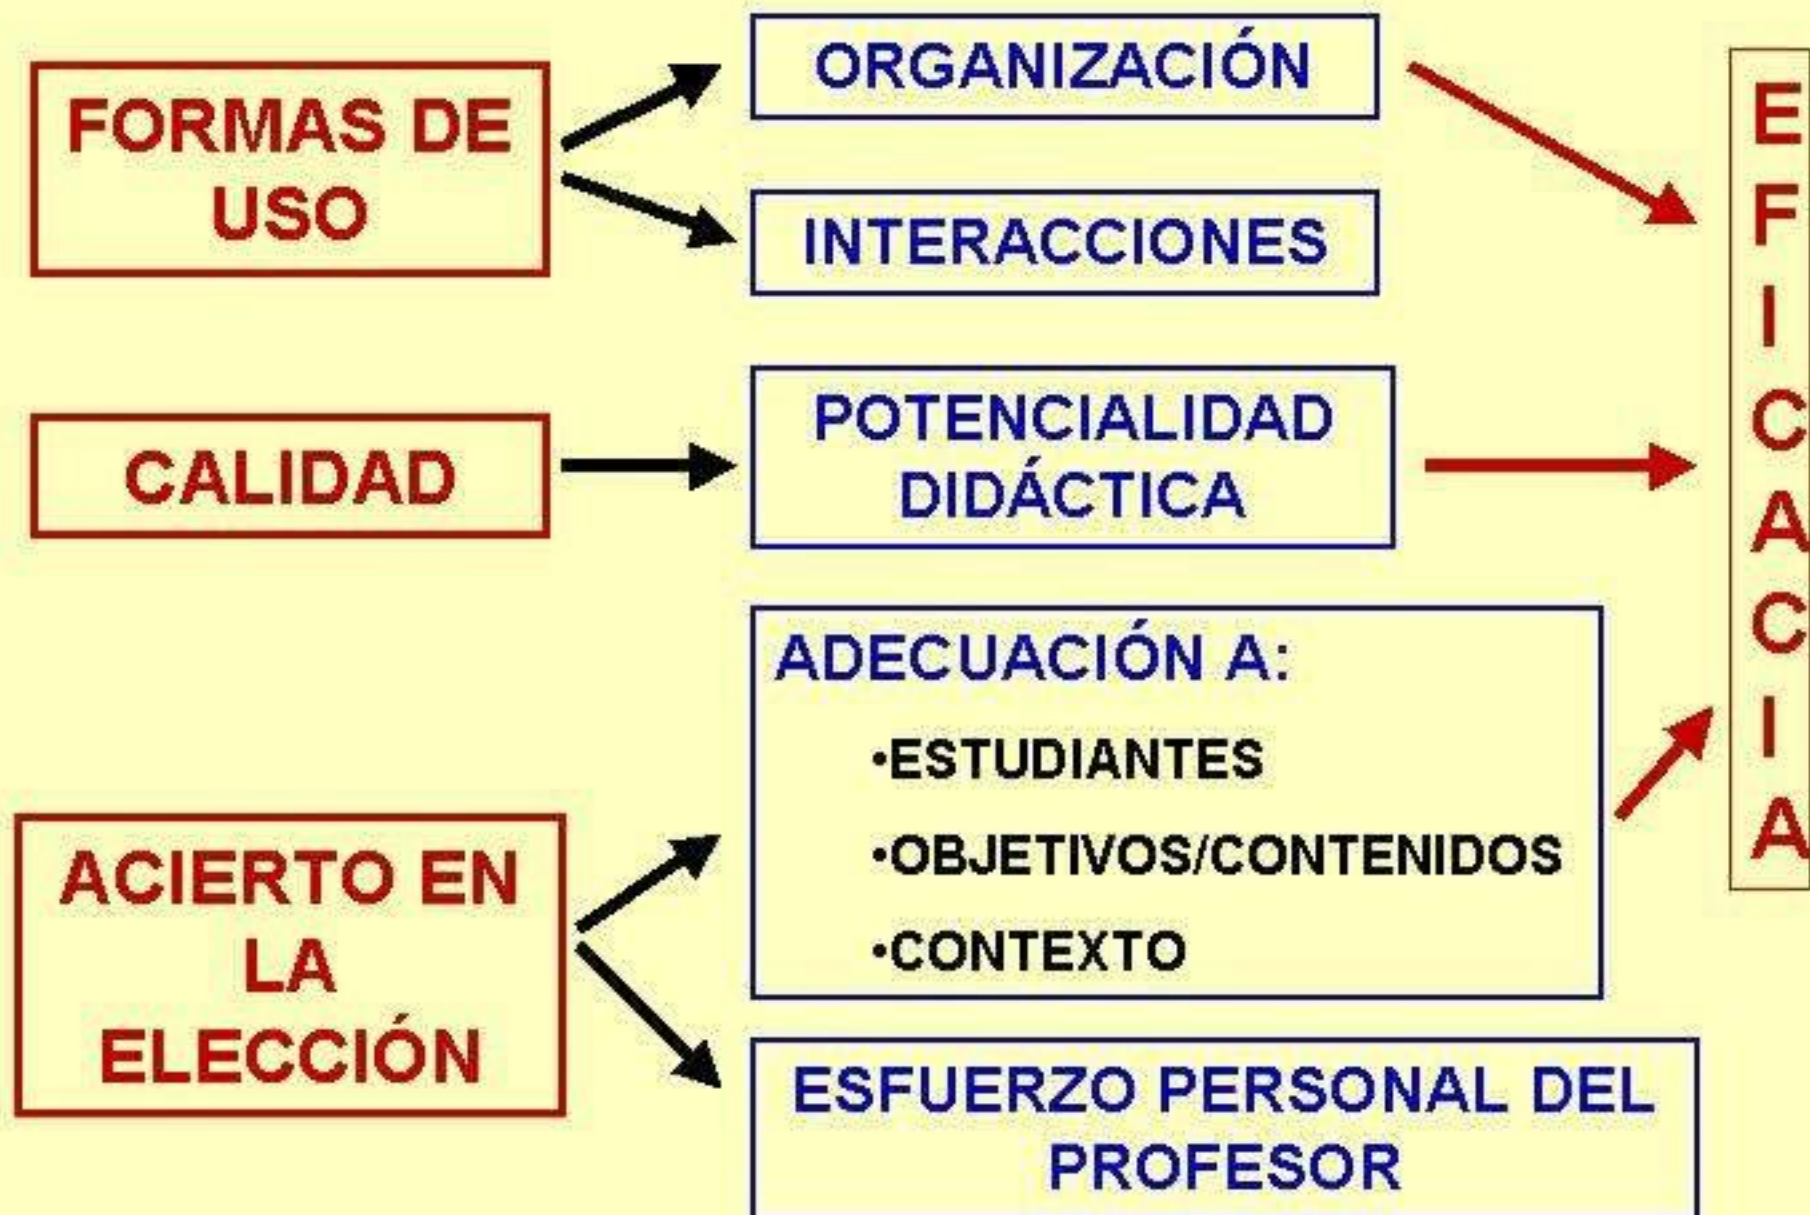 FORMAS DE
USO
ORGANIZACIÓN
INTERACCIONES
CALIDAD
POTENCIALIDAD
DIDÁCTICA
ACIERTO EN
LA
ELECCIÓN
ADECUACIÓN A:
•ESTUDIANTES
•OBJETIVOS/CONTENIDOS
•CONTEXTO
ESFUERZO PERSONAL DEL
PROFESOR
E
F
I
C
A
C
I
A